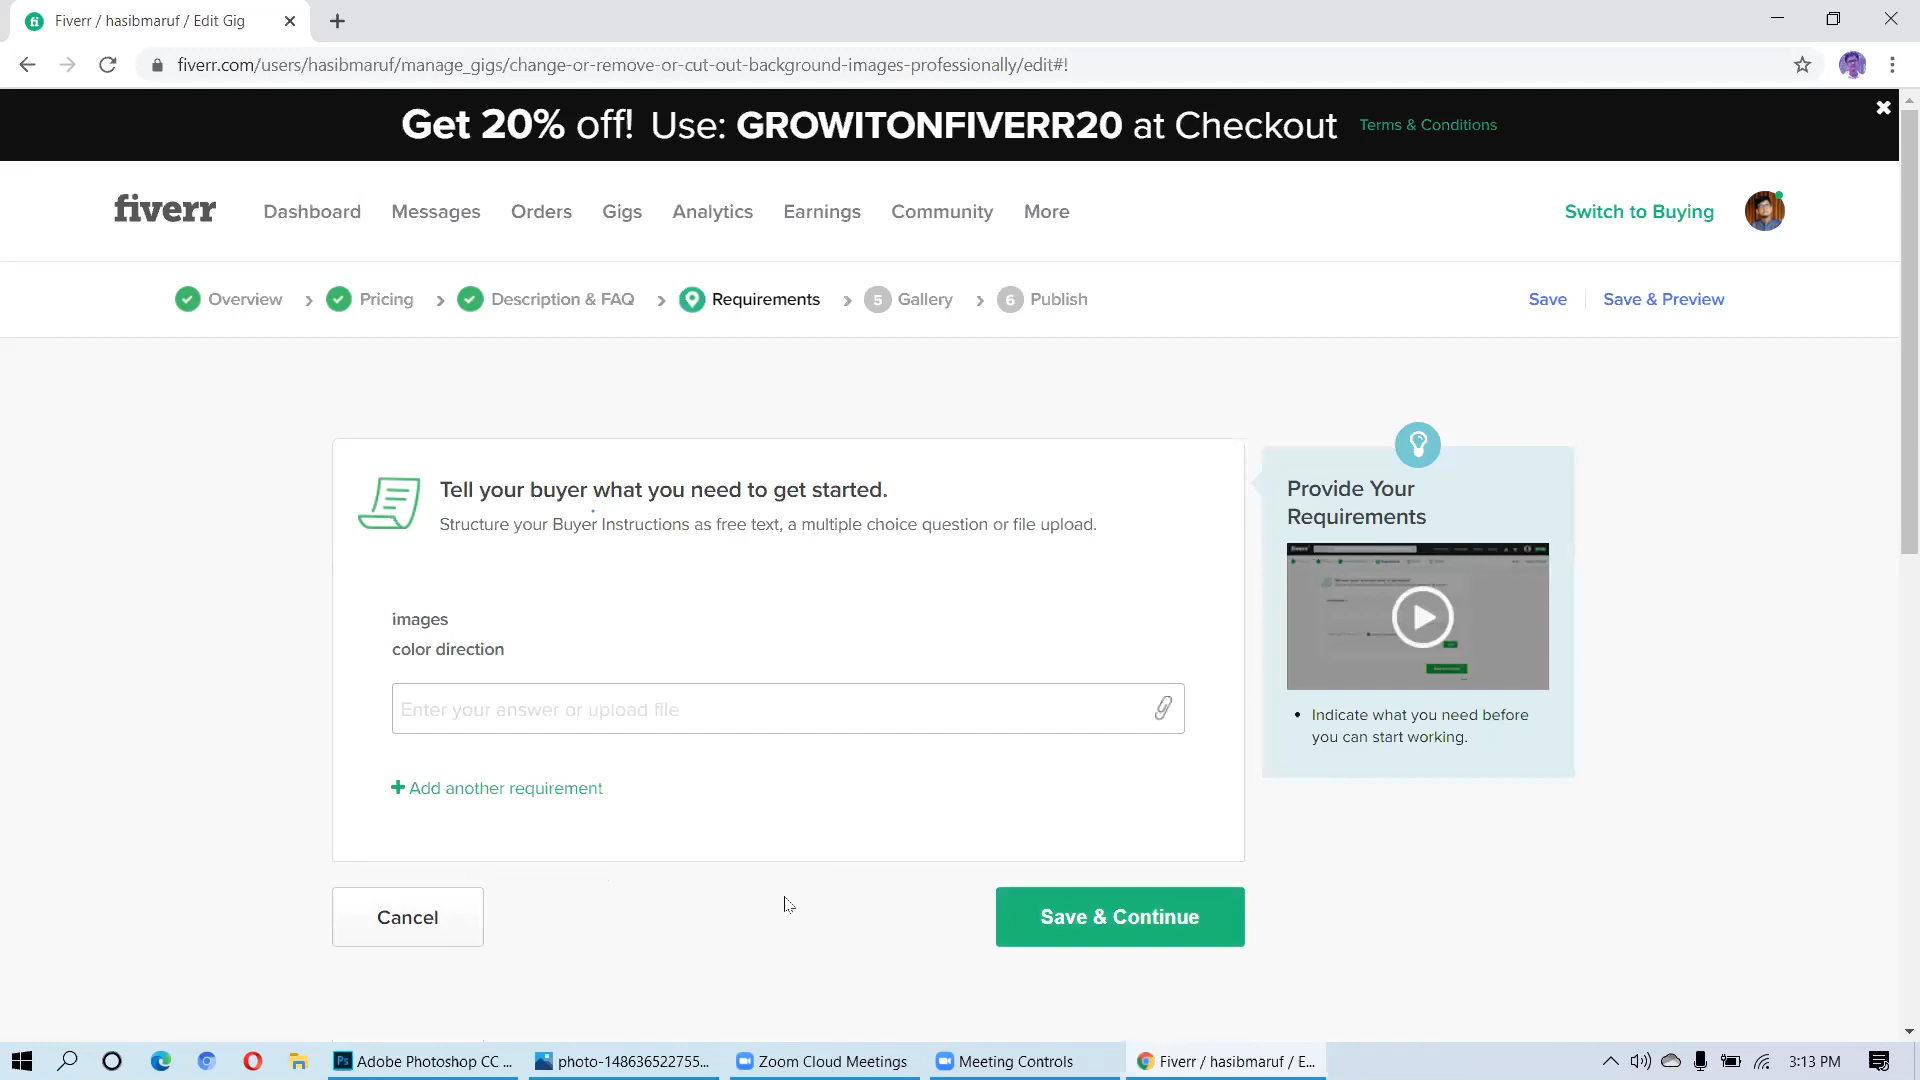 Fiverr / hasibmaruf / Edit Gig
fiverr.com/users/hasibmaruf/manage_gigs/change-or-remove-or-cut-out-background-images-professionally/edit#!
Get 20% off! Use: GROWITONFIVERR20 at Checkout Terms & Conditions
fiverr Dashboard Messages Orders Gigs Analytics Earnings Community More Switch to Buying
Overview Pricing Description & FAQ Requirements 5 Gallery 6 Publish Save Save & Preview
Tell your buyer what you need to get started.
Structure your Buyer Instructions as free text, a multiple choice question or file upload.
images
color direction
Enter your answer or upload file
+ Add another requirement
Cancel
Save & Continue
Provide Your
Requirements
• Indicate what you need before
you can start working.
Adobe Photoshop CC ... photo-148636522755... Zoom Cloud Meetings Meeting Controls Fiverr / hasibmaruf / E... 3:13 PM